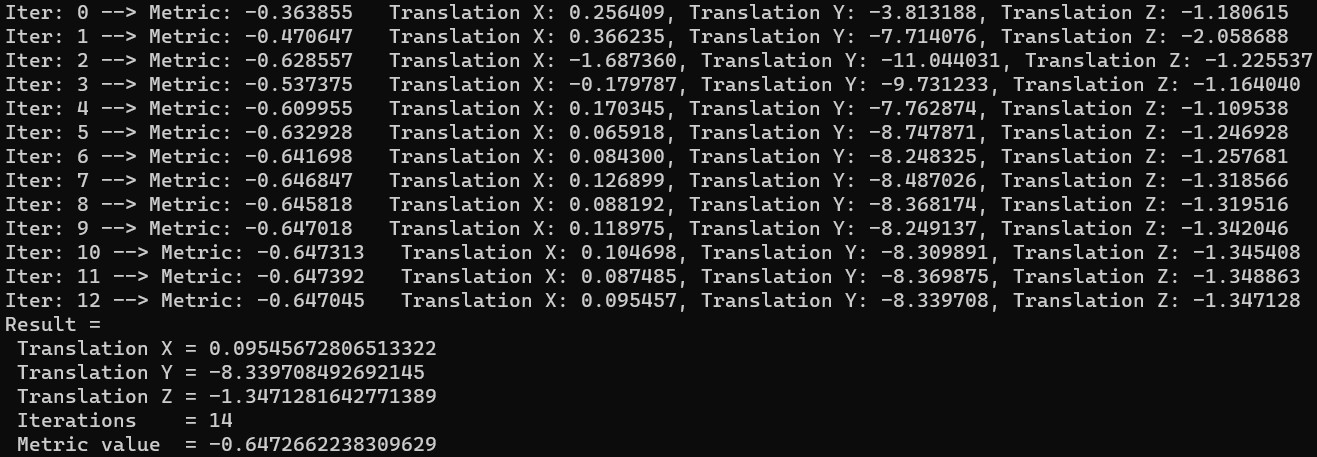 Iter: 0 --> Metric: -0.363855   Translation X: 0.256409, Translation Y: -3.813188, Translation Z: -1.180615
Iter: 1 --> Metric: -0.470647   Translation X: 0.366235, Translation Y: -7.714076, Translation Z: -2.058688
Iter: 2 --> Metric: -0.628557   Translation X: -1.687360, Translation Y: -11.044031, Translation Z: -1.225537
Iter: 3 --> Metric: -0.537375   Translation X: -0.179787, Translation Y: -9.731233, Translation Z: -1.164040
Iter: 4 --> Metric: -0.609955   Translation X: 0.170345, Translation Y: -7.762874, Translation Z: -1.109538
Iter: 5 --> Metric: -0.632928   Translation X: 0.065918, Translation Y: -8.747871, Translation Z: -1.246928
Iter: 6 --> Metric: -0.641698   Translation X: 0.084300, Translation Y: -8.248325, Translation Z: -1.257681
Iter: 7 --> Metric: -0.646847   Translation X: 0.126899, Translation Y: -8.487026, Translation Z: -1.318566
Iter: 8 --> Metric: -0.645818   Translation X: 0.088192, Translation Y: -8.368174, Translation Z: -1.319516
Iter: 9 --> Metric: -0.647018   Translation X: 0.118975, Translation Y: -8.249137, Translation Z: -1.342046
Iter: 10 --> Metric: -0.647313   Translation X: 0.104698, Translation Y: -8.309891, Translation Z: -1.345408
Iter: 11 --> Metric: -0.647392   Translation X: 0.087485, Translation Y: -8.369875, Translation Z: -1.348863
Iter: 12 --> Metric: -0.647045   Translation X: 0.095457, Translation Y: -8.339708, Translation Z: -1.347128
Result =
 Translation X = 0.09545672806513322
 Translation Y = -8.339708492692145
 Translation Z = -1.3471281642771389
 Iterations    = 14
 Metric value  = -0.6472662238309629